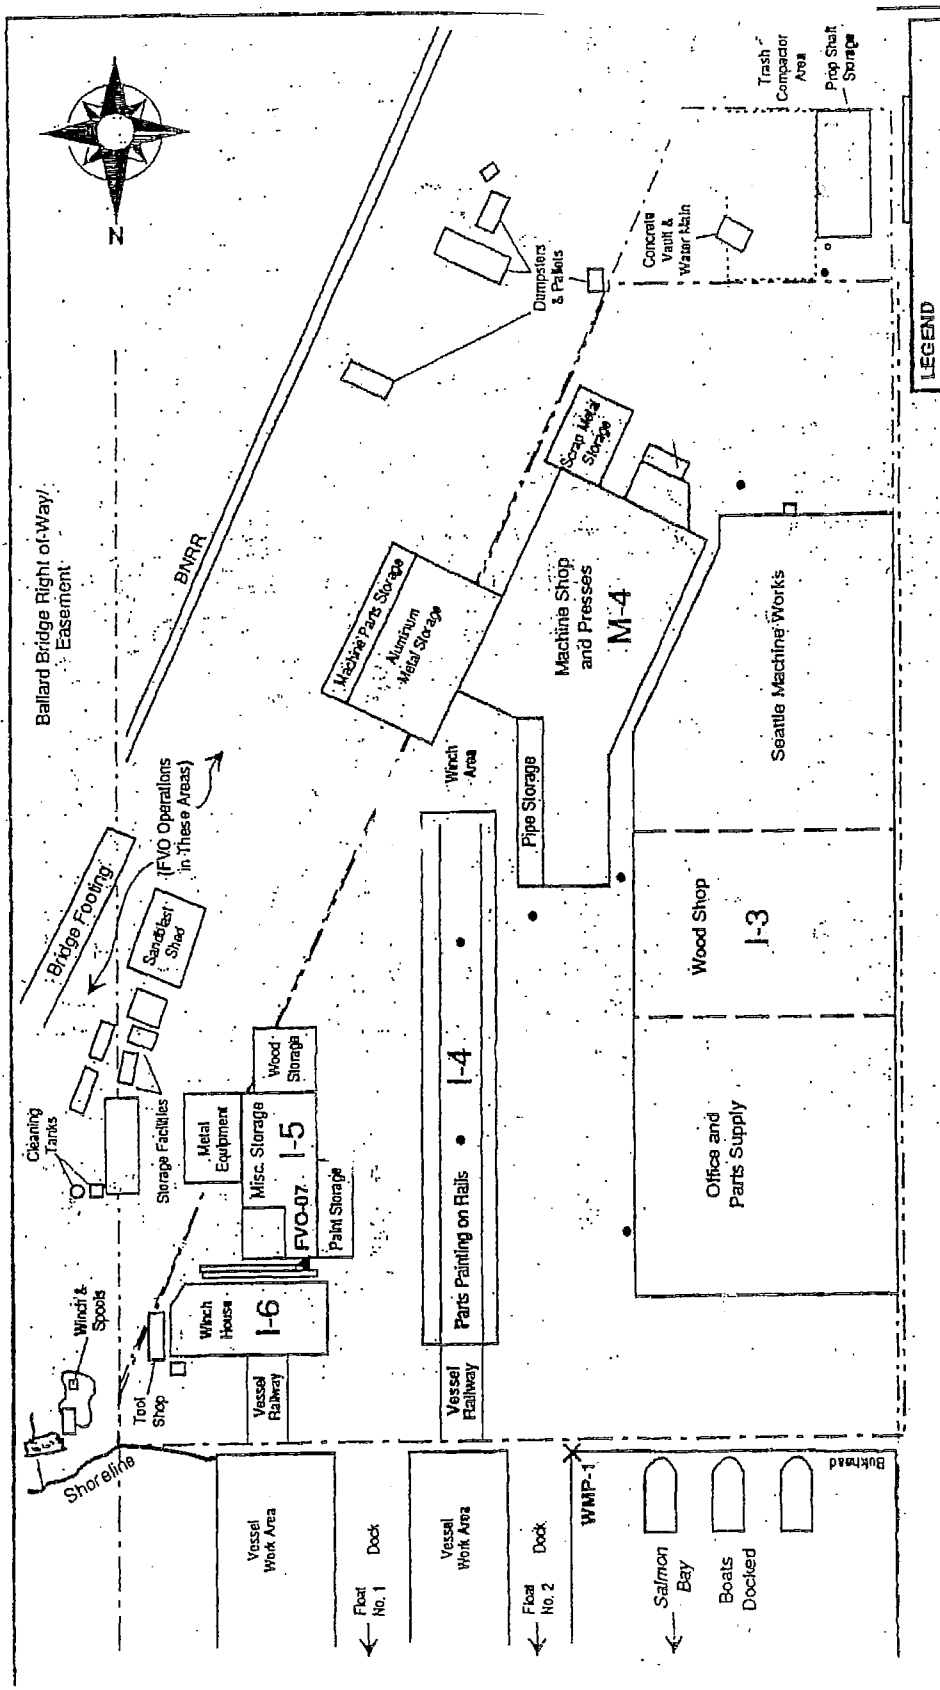 N
Ballard Bridge Right of-Way/
Easement
BNRR
Trash
Compactor
Area
Prop Shaft
Storage
Concrete
Vault &
Water Main
Dumpsters
& Pallets
LEGEND
Scrap Metal
Storage
Machine Parts Storage
Aluminum
Metal Storage
Machine Shop
and Presses
M-4
Seattle Machine Works
Winch
Area
Pipe Storage
(FVO Operations
in These Areas)
Bridge Footing
Sandblast
Shed
Wood Shop
I-3
Wood
Storage
I-4
Parts Painting on Rails
Cleaning
Tanks
Storage Facilities
Metal
Equipment
Misc. Storage
I-5
FVO-07
Paint Storage
Office and
Parts Supply
Winch &
Spools
Winch
House
I-6
Tool
Shop
Vessel
Railway
Vessel
Railway
Shoreline
Bulkhead
WMP-1
Vessel
Work Area
Dock
Float
No. 1
Vessel
Work Area
Dock
Float
No. 2
Salmon
Bay
Boats
Docked